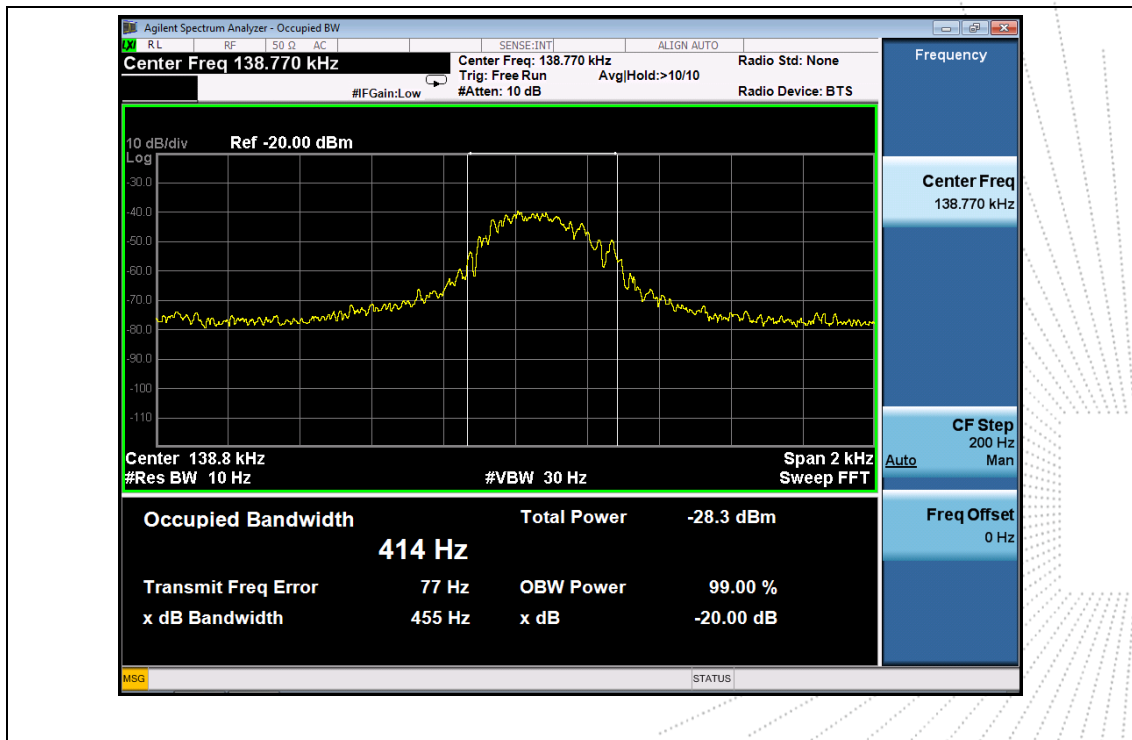 Agilent Spectrum Analyzer - Occupied BW
LXI RL RF 50 Ω AC SENSE:INT ALIGN AUTO
Center Freq 138.770 kHz
Center Freq: 138.770 kHz
Radio Std: None
Trig: Free Run Avg|Hold:>10/10
#IFGain:Low
#Atten: 10 dB
Radio Device: BTS
10 dB/div Ref -20.00 dBm
Log
-30.0
-40.0
-50.0
-60.0
-70.0
-80.0
-90.0
-100
-110
Center 138.8 kHz Span 2 kHz
#Res BW 10 Hz #VBW 30 Hz Sweep FFT
Occupied Bandwidth Total Power -28.3 dBm
414 Hz
Transmit Freq Error 77 Hz OBW Power 99.00 %
x dB Bandwidth 455 Hz x dB -20.00 dB
MSG STATUS
Frequency
Center Freq
138.770 kHz
CF Step
200 Hz
Auto Man
Freq Offset
0 Hz